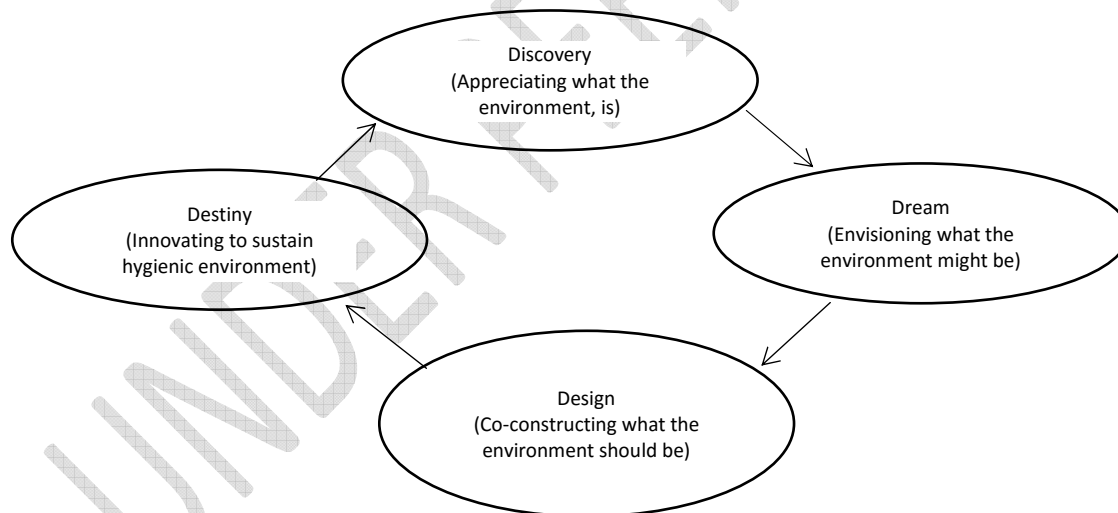 Discovery
(Appreciating what the
environment, is)
Dream
(Envisioning what the
environment might be)
Design
(Co-constructing what the
environment should be)
Destiny
(Innovating to sustain
hygienic environment)
UNDER